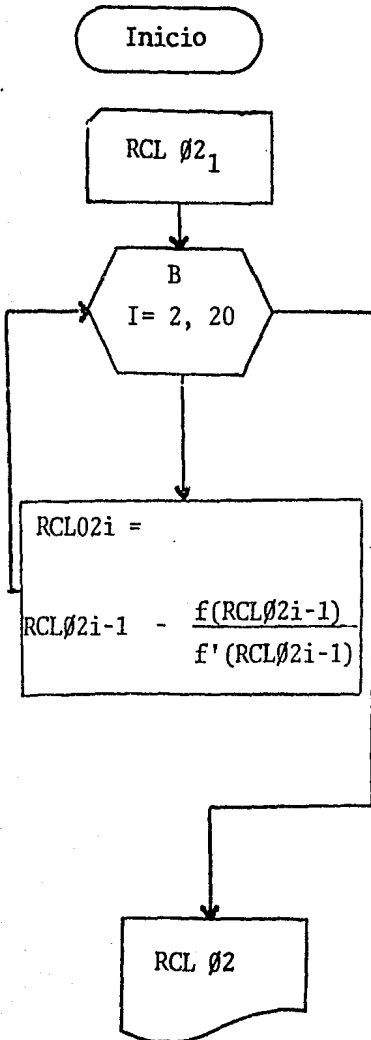 Inicio
RCL Ø2₁
B
I= 2, 20
RCL02i =
RCLØ2i-1 - f(RCLØ2i-1)
f'(RCLØ2i-1)
RCL Ø2